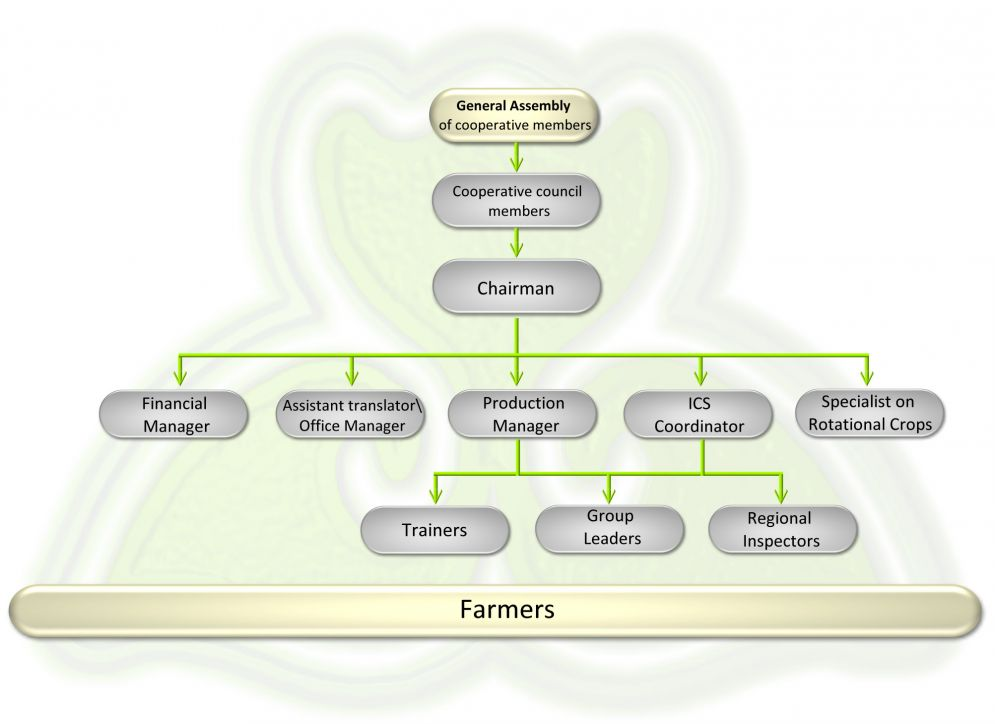 General Assembly
of cooperative members
Cooperative council
members
Chairman
Financial
Manager
Assistant translator\
Office Manager
Production
Manager
ICS
Coordinator
Specialist on
Rotational Crops
Trainers
Group
Leaders
Regional
Inspectors
Farmers